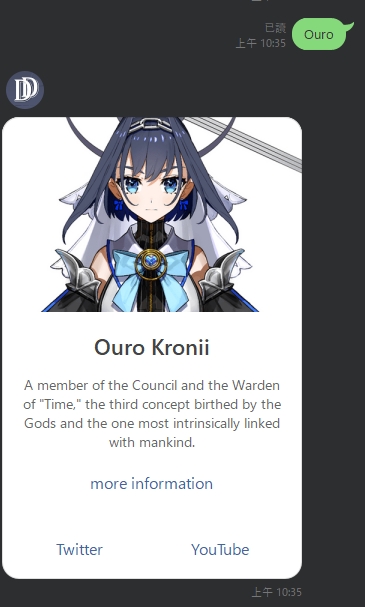 已讀
上午 10:35
Ouro
Ouro Kronii
A member of the Council and the Warden
of "Time," the third concept birthed by the
Gods and the one most intrinsically linked
with mankind.
more information
Twitter YouTube
上午 10:35